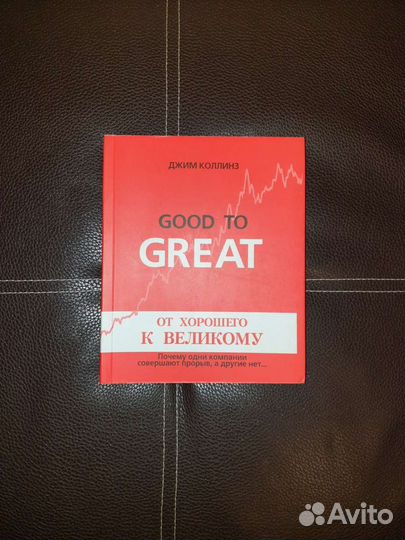 ДЖИМ КОЛЛИНЗ
GOOD TO
GREAT
ОТ ХОРОШЕГО
К ВЕЛИКОМУ
Почему одни компании
совершают прорыв, а другие нет...
Avito